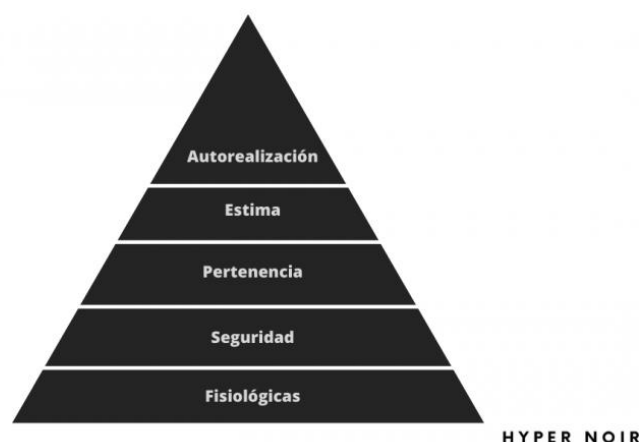 Autorealización
Estima
Pertenencia
Seguridad
Fisiológicas
HYPER NOIR